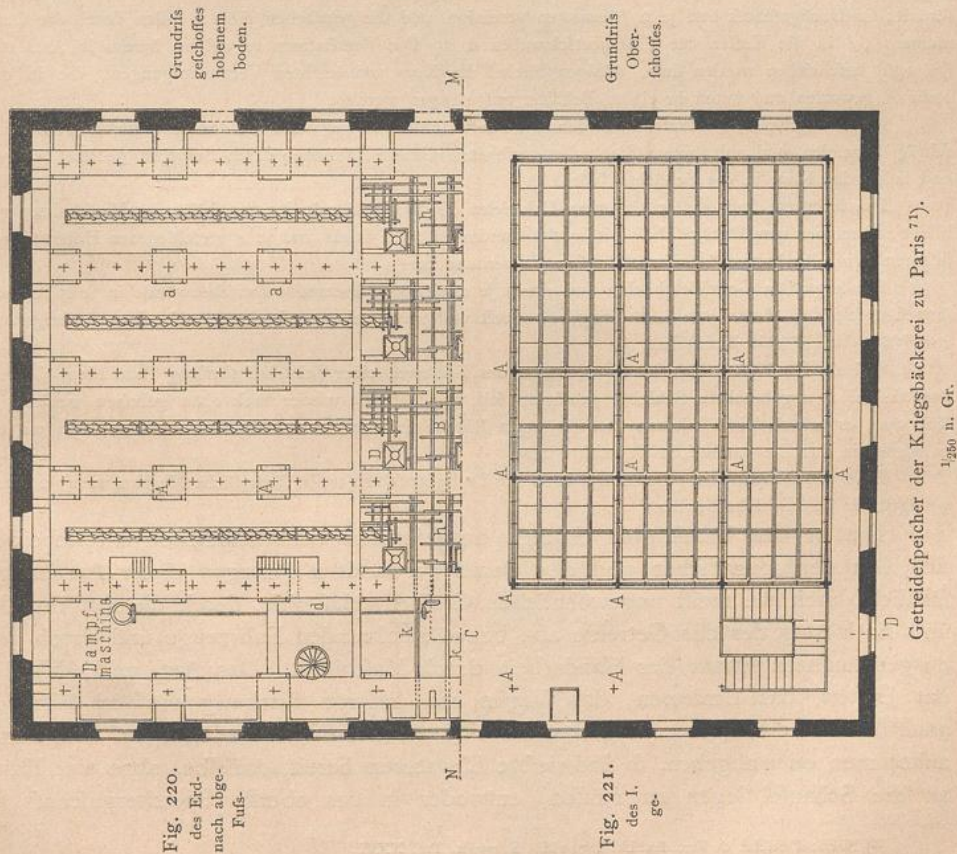 Fig. 220.
des Erd-
nach abge-
Fuſs-
Grundriſs
geſchoſſes
hobenem
boden.
Dampf-
maschine
A
a
A
a
d
D
k
h
B
h
k
C
N
M
Fig. 221.
des I.
ge-
Grundriſs
Ober-
ſchoſſes.
A
A
A
A
A
A
A
A
A
A
A
D
Getreideſpeicher der Kriegsbäckerei zu Paris ⁷¹).
1/250 n. Gr.